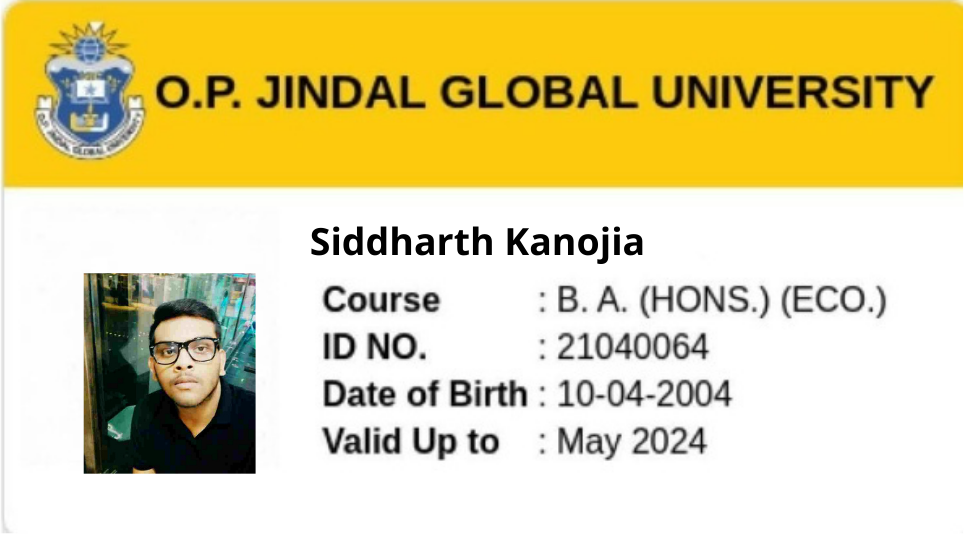 O.P. JINDAL GLOBAL UNIVERSITY
O.P. JINDAL GLOBAL UNIVERSITY
Siddharth Kanojia
Course : B. A. (HONS.) (ECO.)
ID NO. : 21040064
Date of Birth : 10-04-2004
Valid Up to : May 2024